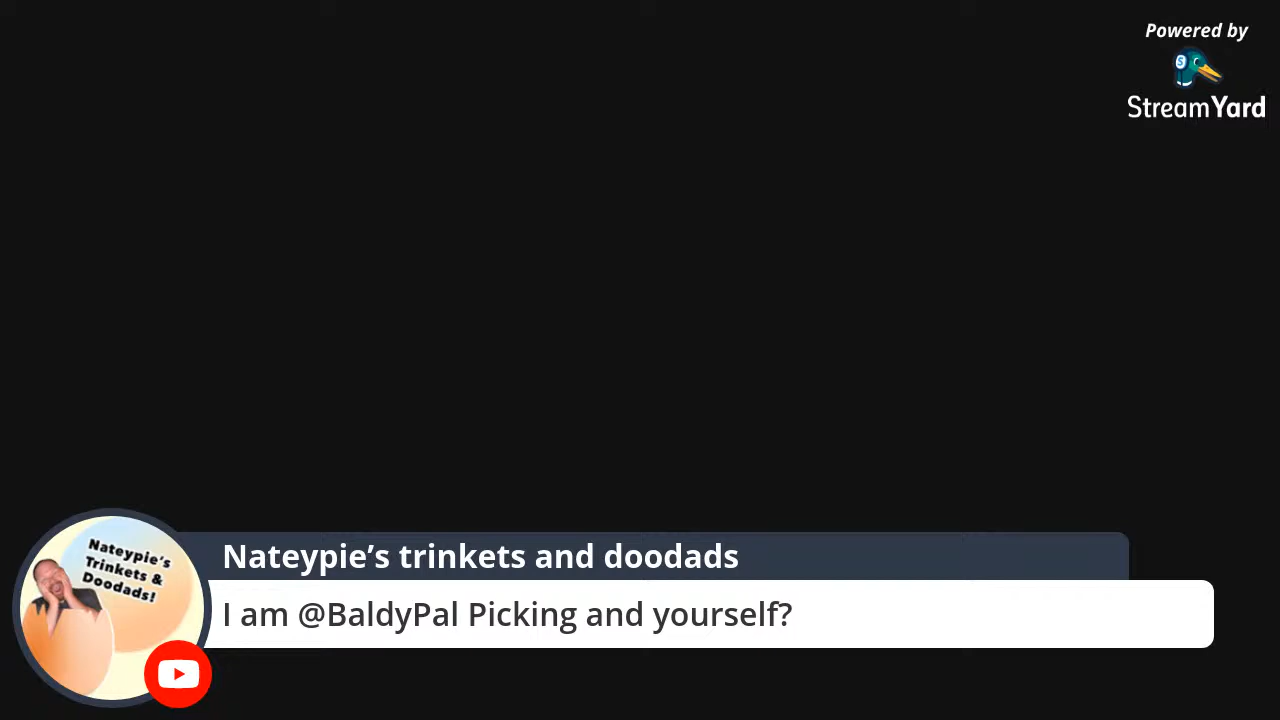 Powered by
StreamYard
Nateypie’s
Trinkets &
Doodads!
Nateypie’s trinkets and doodads
I am @BaldyPal Picking and yourself?